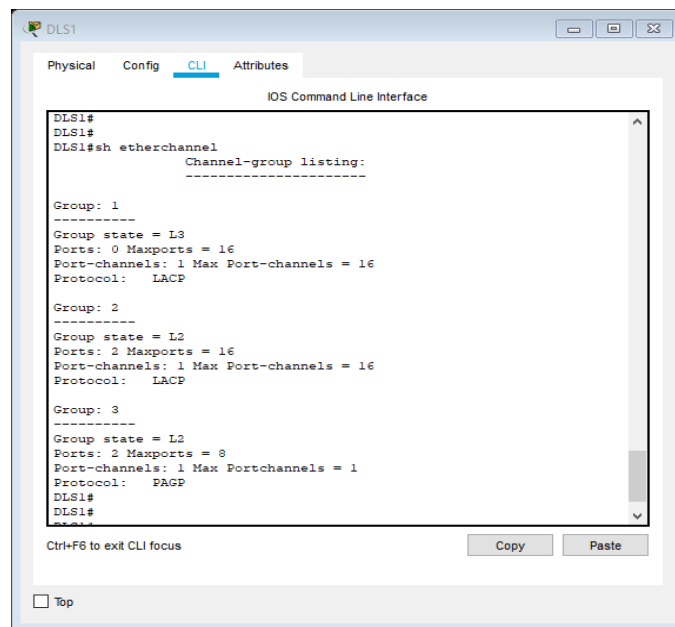 DLS1
Physical Config CLI Attributes
IOS Command Line Interface
DLS1#
DLS1#
DLS1#sh etherchannel
Channel-group listing:
----------------------
Group: 1
----------
Group state = L3
Ports: 0 Maxports = 16
Port-channels: 1 Max Port-channels = 16
Protocol: LACP
Group: 2
----------
Group state = L2
Ports: 2 Maxports = 16
Port-channels: 1 Max Port-channels = 16
Protocol: LACP
Group: 3
----------
Group state = L2
Ports: 2 Maxports = 8
Port-channels: 1 Max Portchannels = 1
Protocol: PAGP
DLS1#
DLS1#
DLS1#
Ctrl+F6 to exit CLI focus
Copy Paste
Top